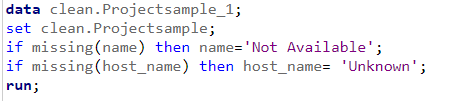 data clean.Projectsample_1;
set clean.Projectsample;
if missing(name) then name='Not Available';
if missing(host_name) then host_name= 'Unknown';
run;